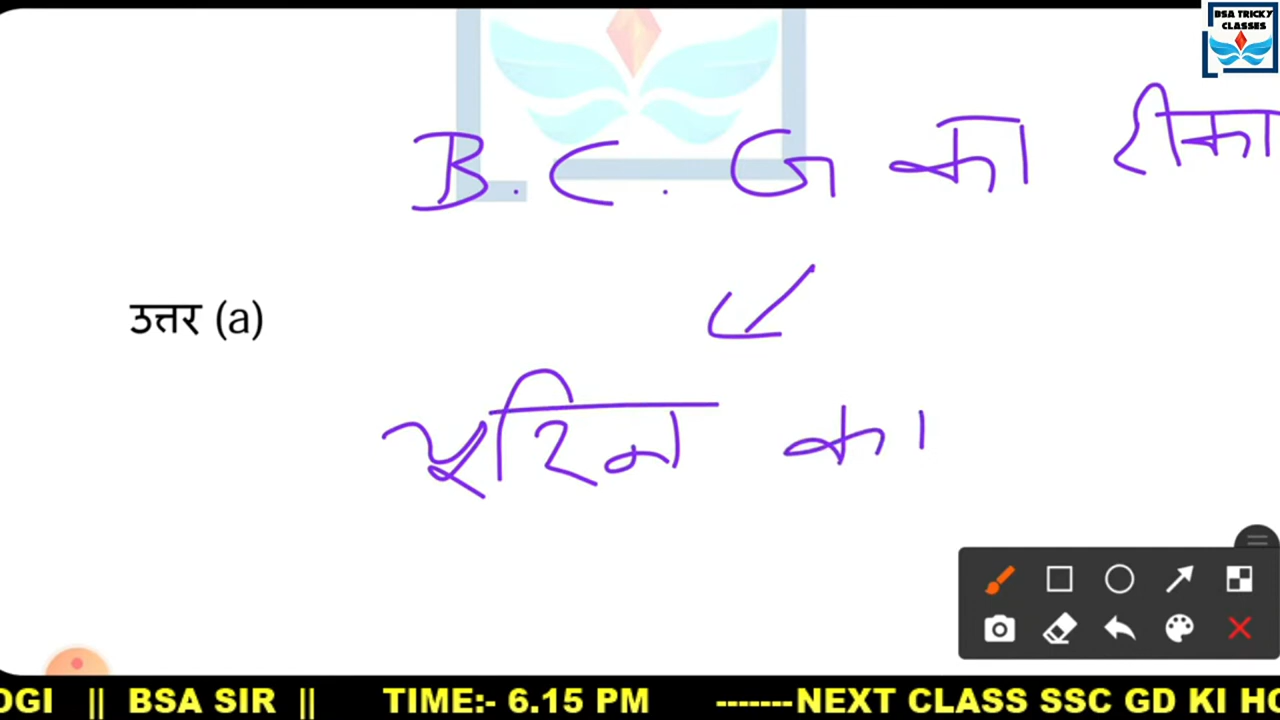 BSA TRICKY
CLASSES
B.C.G का टीका
उत्तर (a)
यूरिन का
OGI || BSA SIR || TIME:- 6.15 PM -------NEXT CLASS SSC GD KI HO